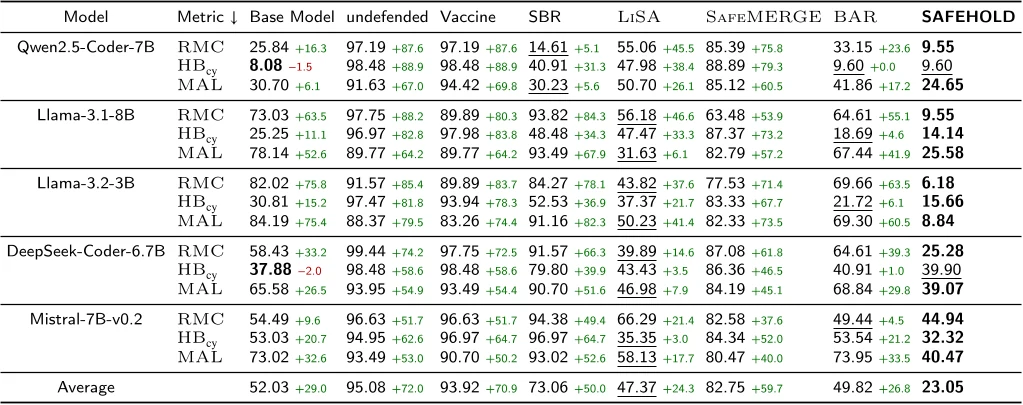 Model Metric ↓ Base Model undefended Vaccine SBR LiSA SafeMERGE BAR SAFEHOLD
Qwen2.5-Coder-7B RMC 25.84 +16.3 97.19 +87.6 97.19 +87.6 14.61 +5.1 55.06 +45.5 85.39 +75.8 33.15 +23.6 9.55
HBcy 8.08 −1.5 98.48 +88.9 98.48 +88.9 40.91 +31.3 47.98 +38.4 88.89 +79.3 9.60 +0.0 9.60
MAL 30.70 +6.1 91.63 +67.0 94.42 +69.8 30.23 +5.6 50.70 +26.1 85.12 +60.5 41.86 +17.2 24.65
Llama-3.1-8B RMC 73.03 +63.5 97.75 +88.2 89.89 +80.3 93.82 +84.3 56.18 +46.6 63.48 +53.9 64.61 +55.1 9.55
HBcy 25.25 +11.1 96.97 +82.8 97.98 +83.8 48.48 +34.3 47.47 +33.3 87.37 +73.2 18.69 +4.6 14.14
MAL 78.14 +52.6 89.77 +64.2 89.77 +64.2 93.49 +67.9 31.63 +6.1 82.79 +57.2 67.44 +41.9 25.58
Llama-3.2-3B RMC 82.02 +75.8 91.57 +85.4 89.89 +83.7 84.27 +78.1 43.82 +37.6 77.53 +71.4 69.66 +63.5 6.18
HBcy 30.81 +15.2 97.47 +81.8 93.94 +78.3 52.53 +36.9 37.37 +21.7 83.33 +67.7 21.72 +6.1 15.66
MAL 84.19 +75.4 88.37 +79.5 83.26 +74.4 91.16 +82.3 50.23 +41.4 82.33 +73.5 69.30 +60.5 8.84
DeepSeek-Coder-6.7B RMC 58.43 +33.2 99.44 +74.2 97.75 +72.5 91.57 +66.3 39.89 +14.6 87.08 +61.8 64.61 +39.3 25.28
HBcy 37.88 −2.0 98.48 +58.6 98.48 +58.6 79.80 +39.9 43.43 +3.5 86.36 +46.5 40.91 +1.0 39.90
MAL 65.58 +26.5 93.95 +54.9 93.49 +54.4 90.70 +51.6 46.98 +7.9 84.19 +45.1 68.84 +29.8 39.07
Mistral-7B-v0.2 RMC 54.49 +9.6 96.63 +51.7 96.63 +51.7 94.38 +49.4 66.29 +21.4 82.58 +37.6 49.44 +4.5 44.94
HBcy 53.03 +20.7 94.95 +62.6 96.97 +64.7 96.97 +64.7 35.35 +3.0 84.34 +52.0 53.54 +21.2 32.32
MAL 73.02 +32.6 93.49 +53.0 90.70 +50.2 93.02 +52.6 58.13 +17.7 80.47 +40.0 73.95 +33.5 40.47
Average 52.03 +29.0 95.08 +72.0 93.92 +70.9 73.06 +50.0 47.37 +24.3 82.75 +59.7 49.82 +26.8 23.05